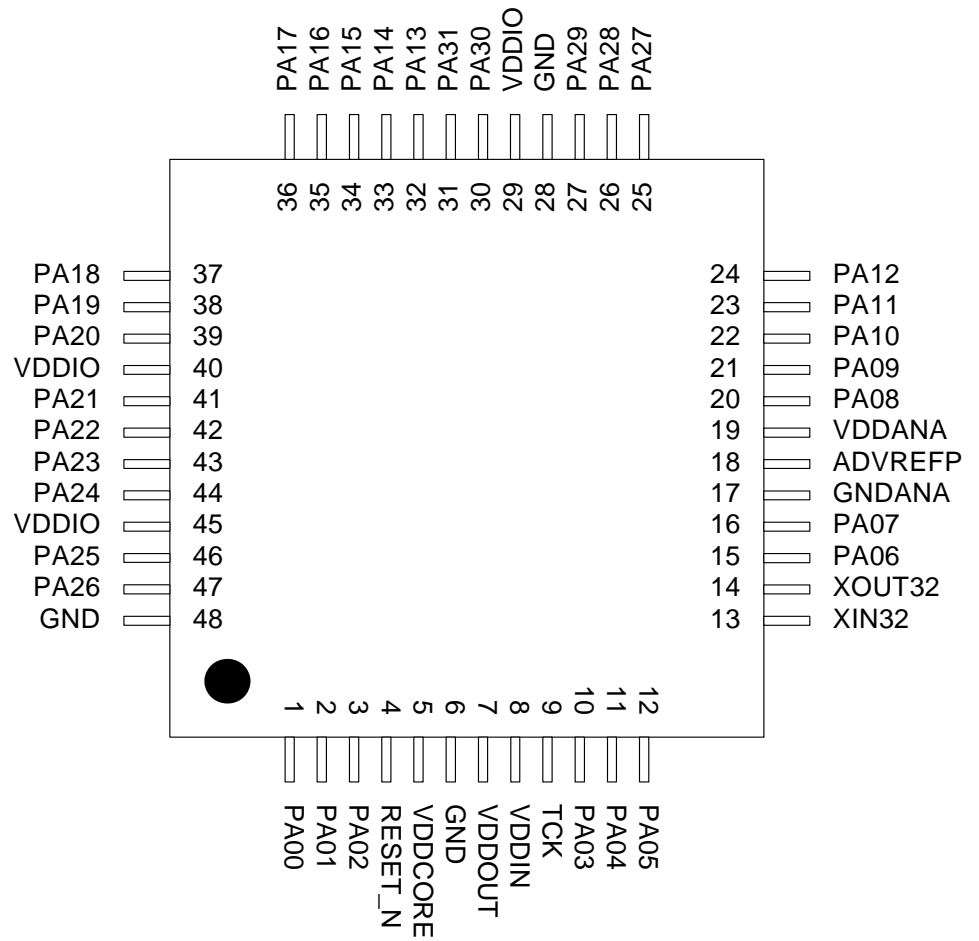 PA17
PA16
PA15
PA14
PA13
PA31
PA30
VDDIO
GND
PA29
PA28
PA27
36
35
34
33
32
31
30
29
28
27
26
25
PA18 37
PA19 38
PA20 39
VDDIO 40
PA21 41
PA22 42
PA23 43
PA24 44
VDDIO 45
PA25 46
PA26 47
GND 48
24 PA12
23 PA11
22 PA10
21 PA09
20 PA08
19 VDDANA
18 ADVREFP
17 GNDANA
16 PA07
15 PA06
14 XOUT32
13 XIN32
1
2
3
4
5
6
7
8
9
10
11
12
PA00
PA01
PA02
RESET_N
VDDCORE
GND
VDDOUT
VDDIN
TCK
PA03
PA04
PA05